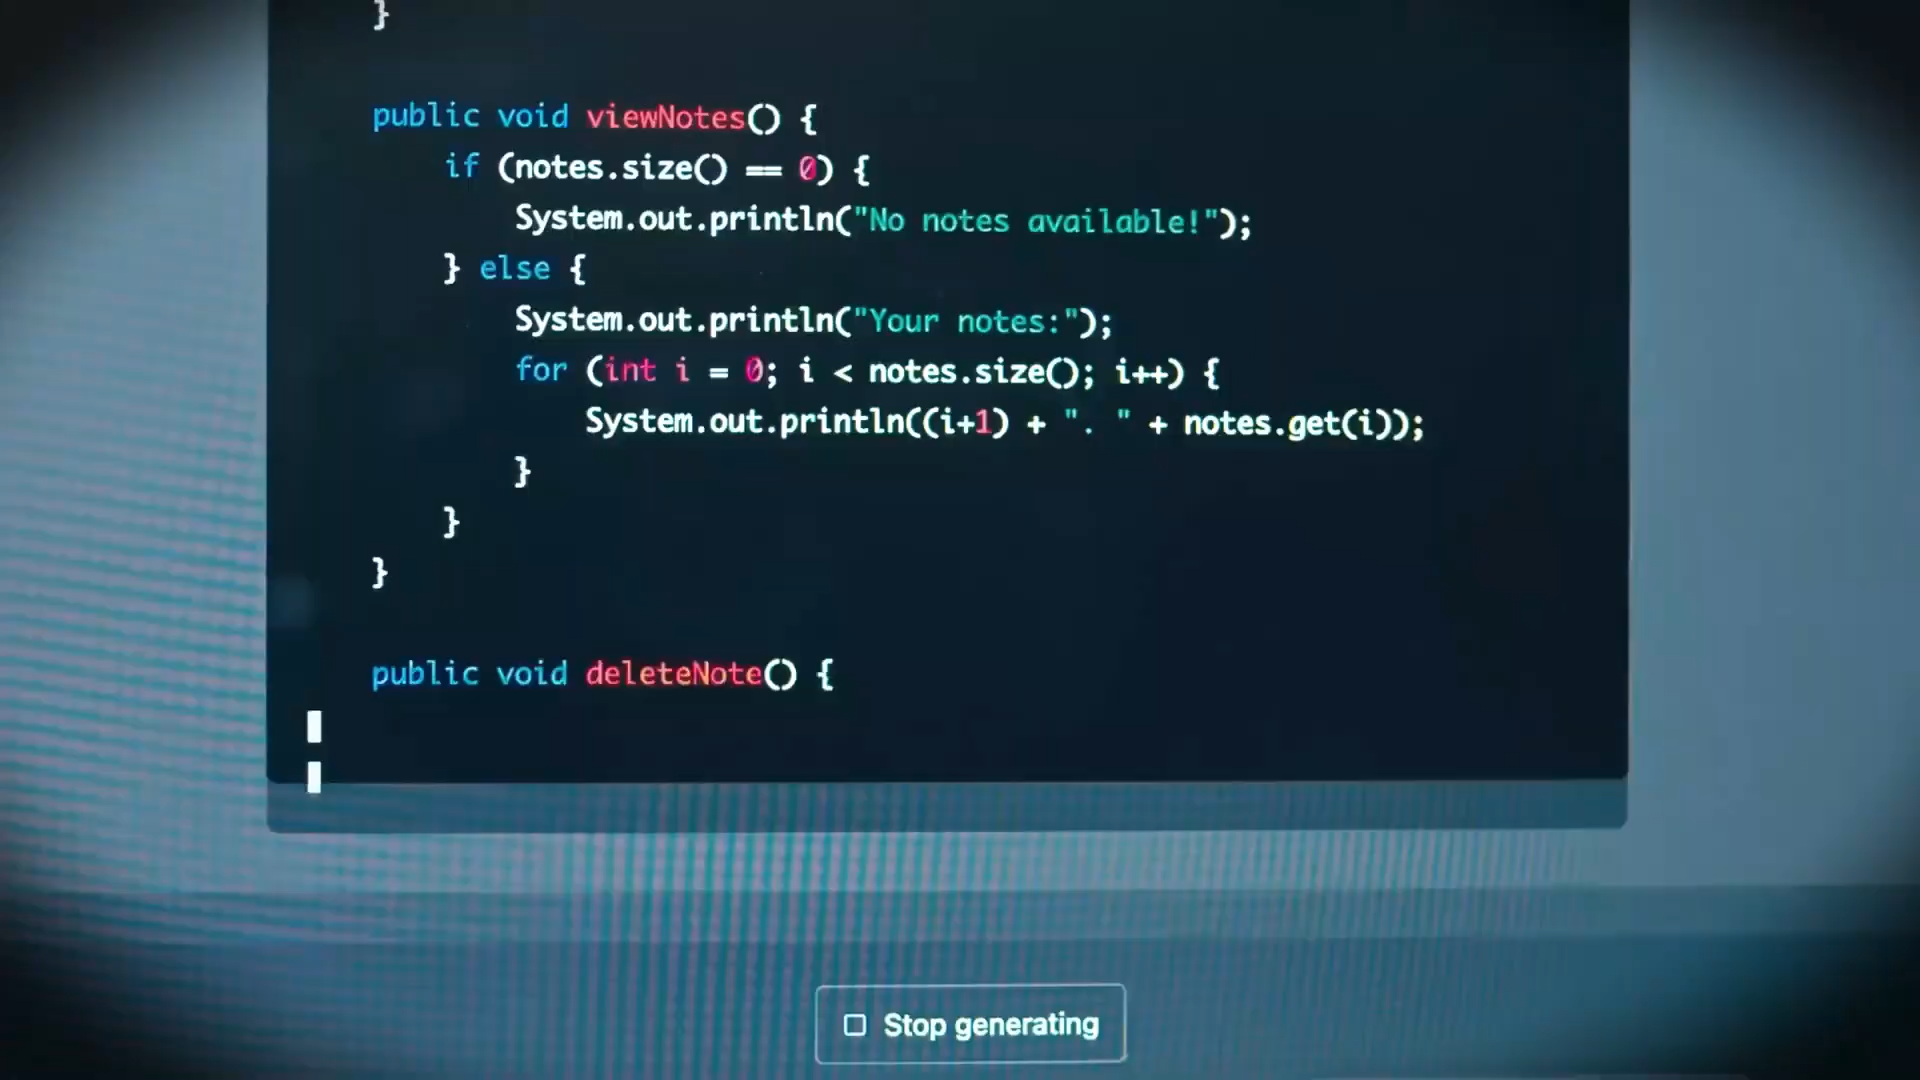 }
public void viewNotes() {
if (notes.size() == 0) {
System.out.println("No notes available!");
} else {
System.out.println("Your notes:");
for (int i = 0; i < notes.size(); i++) {
System.out.println((i+1) + ". " + notes.get(i));
}
}
}
public void deleteNote() {
Stop generating